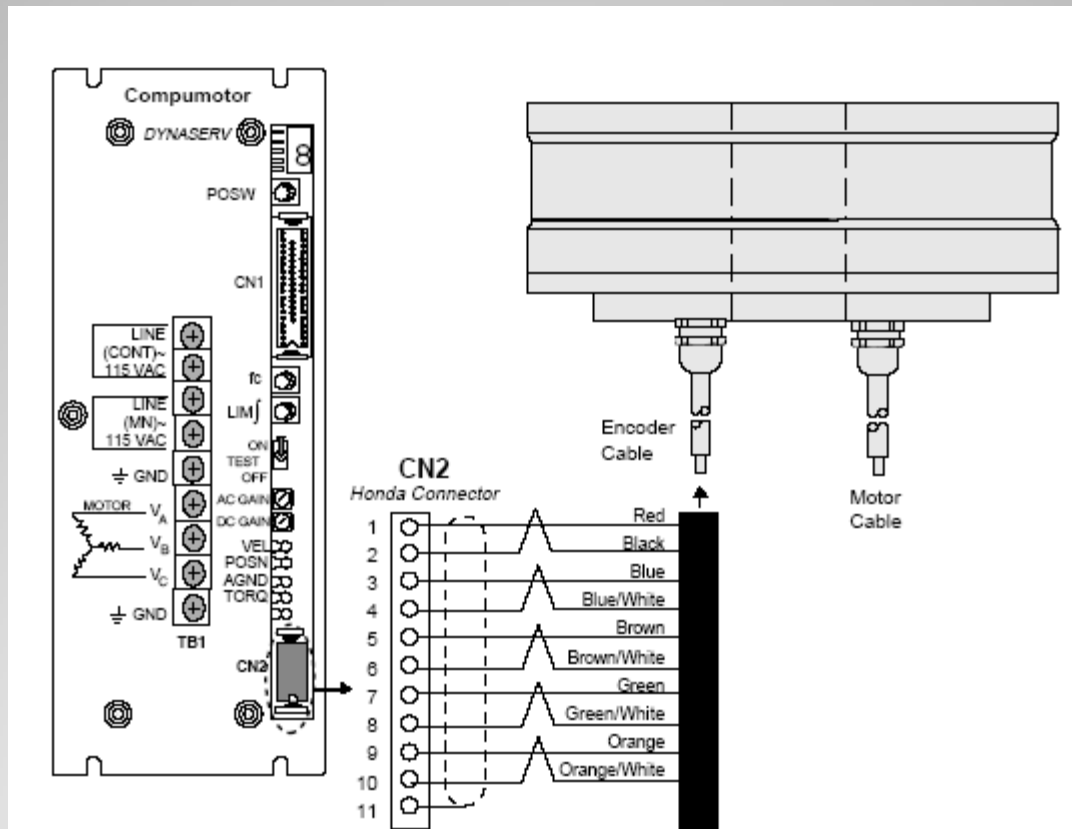 Compumotor
DYNASERV
8
POSW
CN1
LINE
(CONT)~
115 VAC
LINE
(MN)~
115 VAC
GND
MOTOR
VA
VB
VC
GND
TB1
fc
LIM∫
ON
TEST
OFF
AC GAIN
DC GAIN
VEL
POSN
AGND
TORQ
CN2
CN2
Honda Connector
1
2
3
4
5
6
7
8
9
10
11
Red
Black
Blue
Blue/White
Brown
Brown/White
Green
Green/White
Orange
Orange/White
Encoder
Cable
Motor
Cable